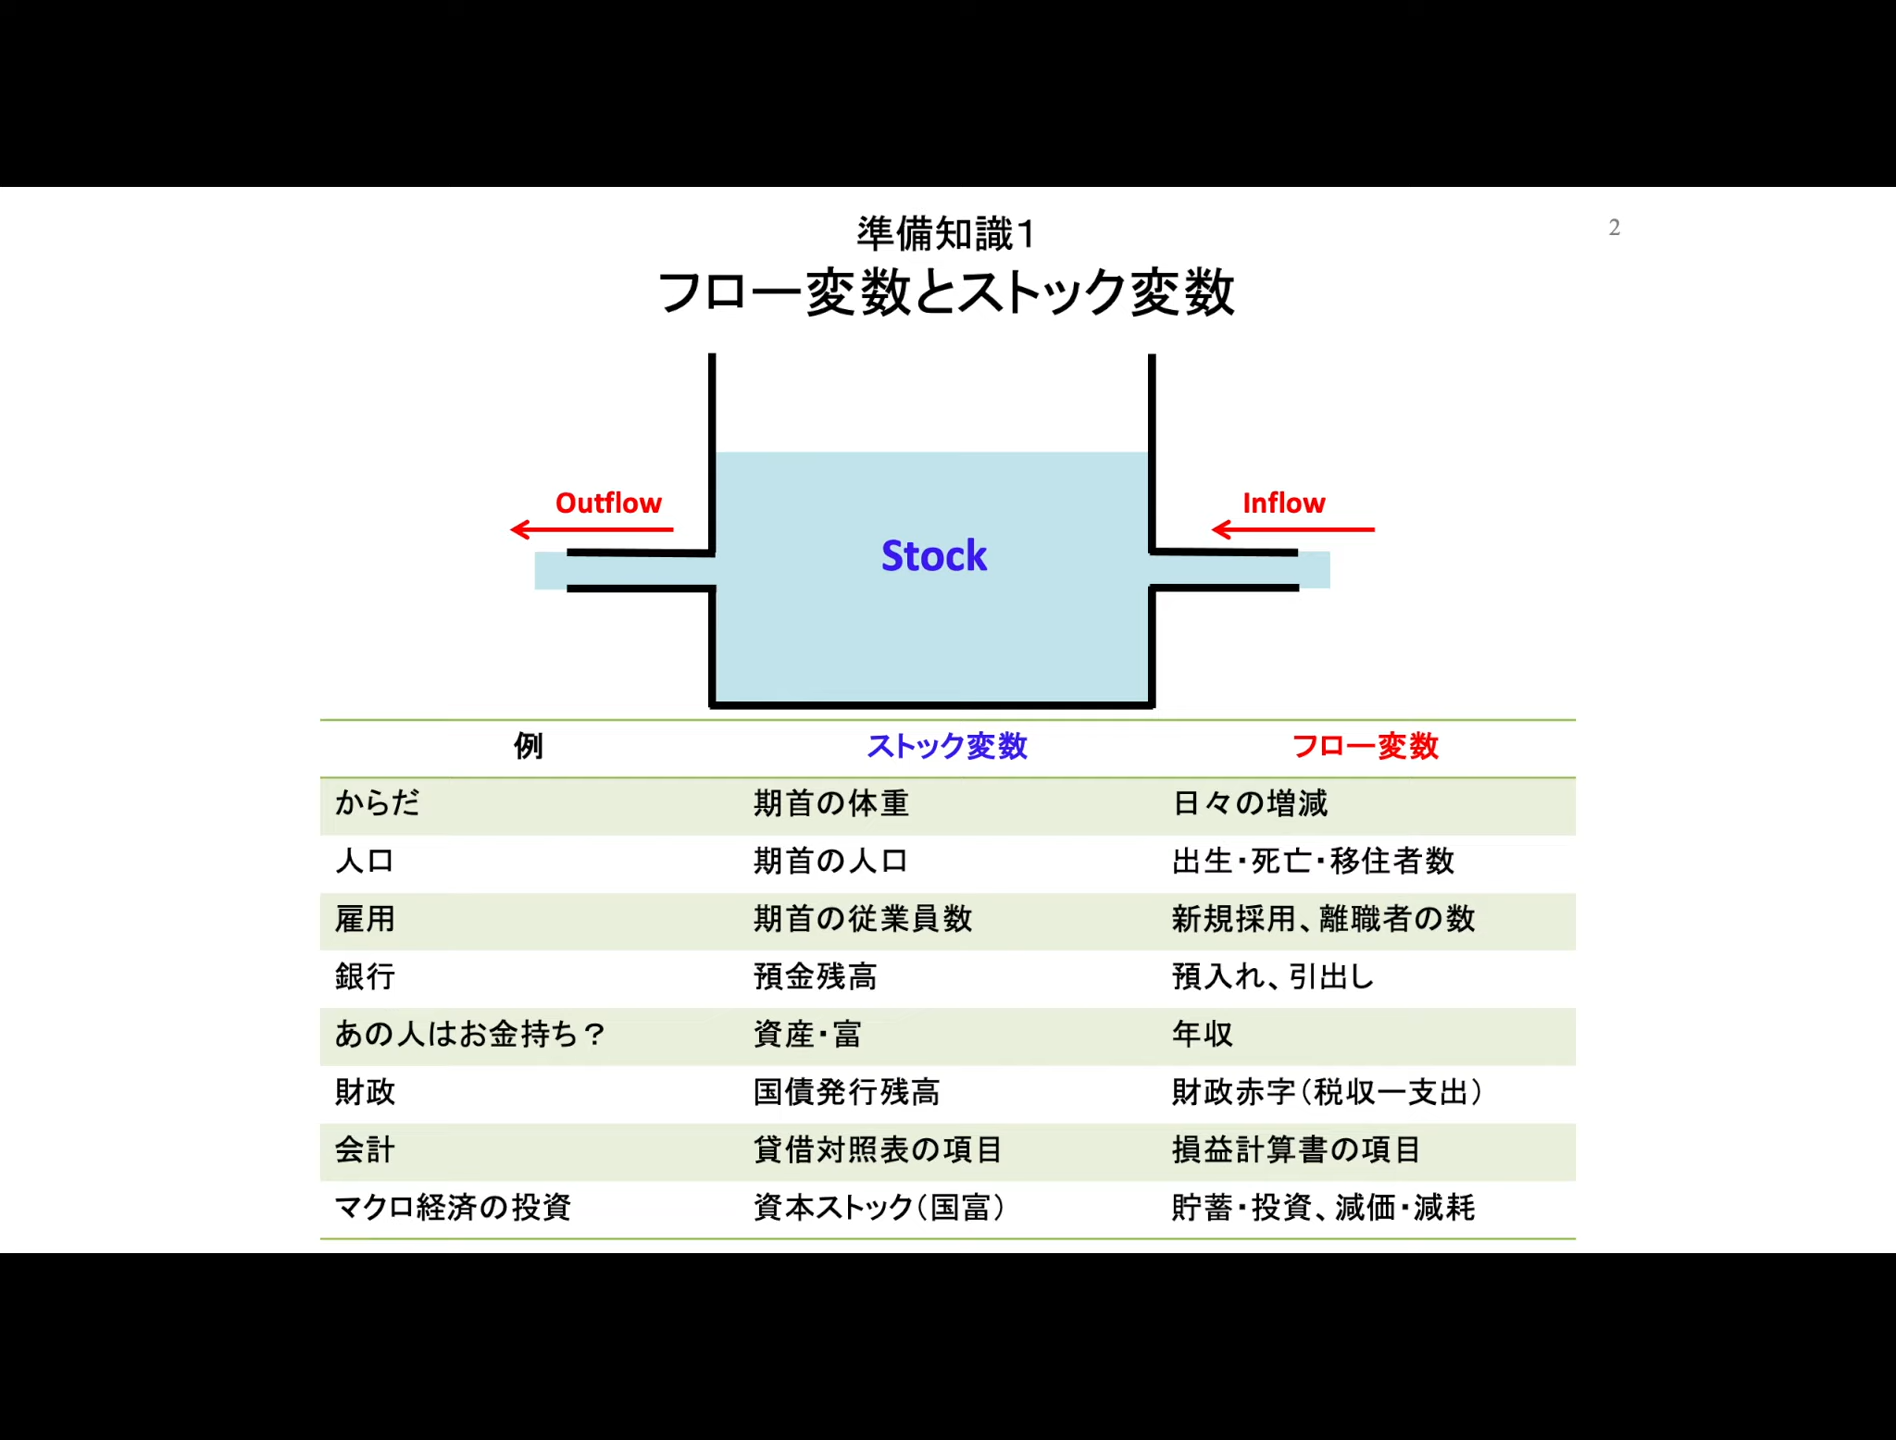 準備知識1
2
フロー変数とストック変数
Outflow
Inflow
Stock
例 ストック変数 フロー変数
からだ 期首の体重 日々の増減
人口 期首の人口 出生・死亡・移住者数
雇用 期首の従業員数 新規採用、離職者の数
銀行 預金残高 預入れ、引出し
あの人はお金持ち？ 資産・富 年収
財政 国債発行残高 財政赤字（税収ー支出）
会計 貸借対照表の項目 損益計算書の項目
マクロ経済の投資 資本ストック（国富） 貯蓄・投資、減価・減耗